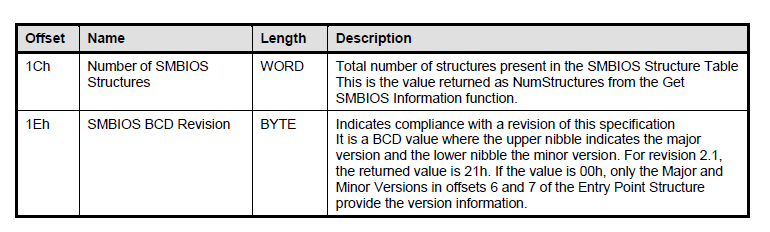 Offset Name Length Description
1Ch Number of SMBIOS WORD Total number of structures present in the SMBIOS Structure Table
Structures This is the value returned as NumStructures from the Get
SMBIOS Information function.
1Eh SMBIOS BCD Revision BYTE Indicates compliance with a revision of this specification
It is a BCD value where the upper nibble indicates the major
version and the lower nibble the minor version. For revision 2.1,
the returned value is 21h. If the value is 00h, only the Major and
Minor Versions in offsets 6 and 7 of the Entry Point Structure
provide the version information.